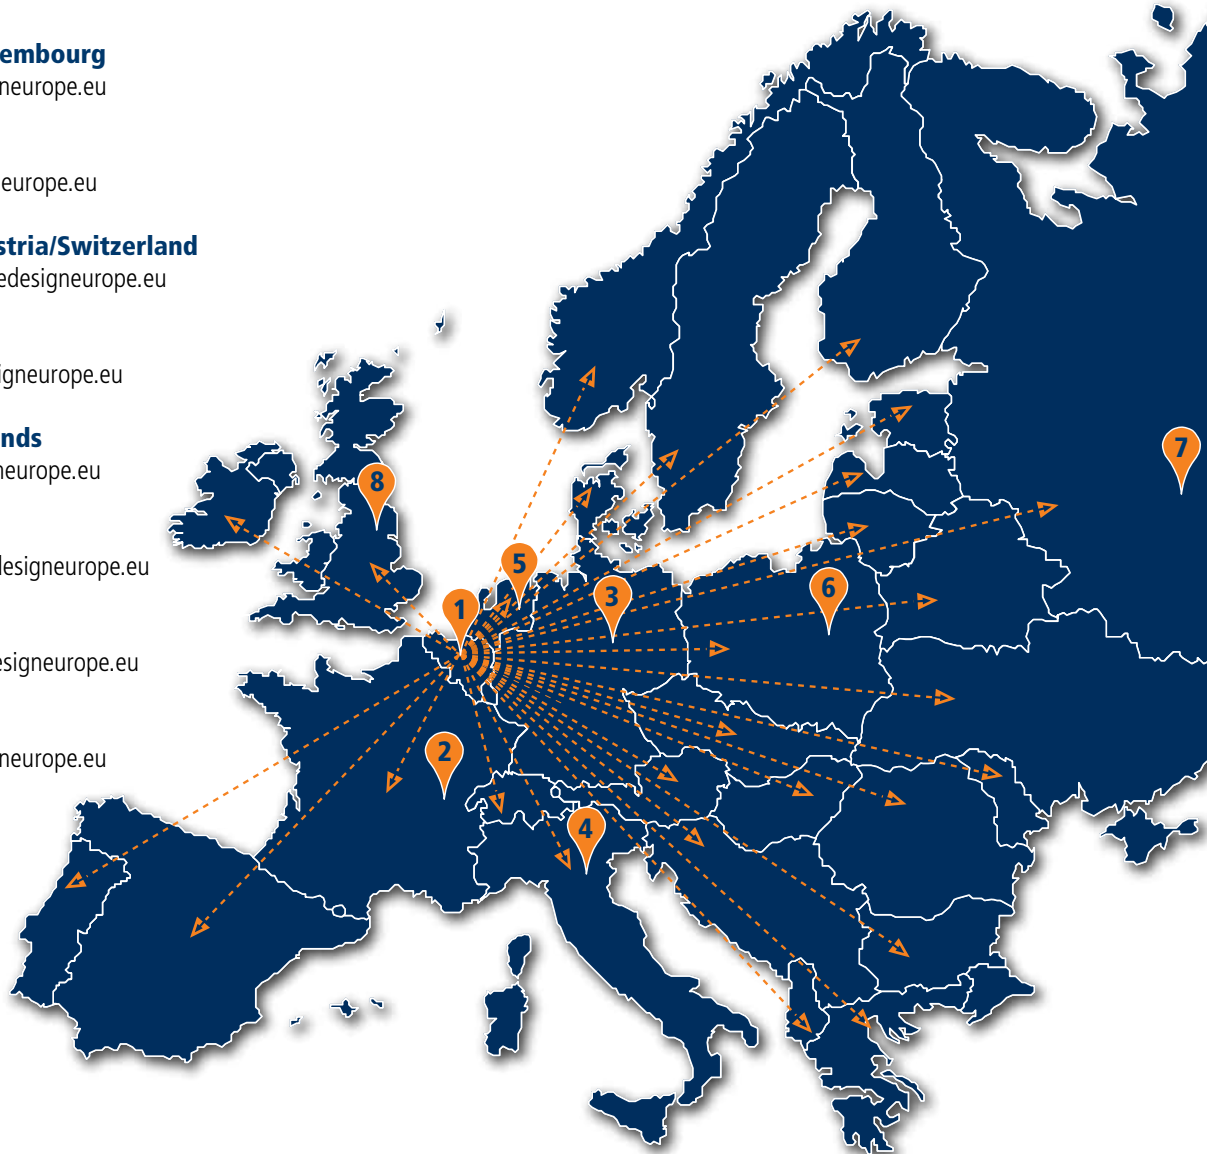 embourg
neurope.eu
europe.eu
stria/Switzerland
edesigneurope.eu
igneurope.eu
nds
neurope.eu
designeurope.eu
esigneurope.eu
neurope.eu
1
2
3
4
5
6
7
8